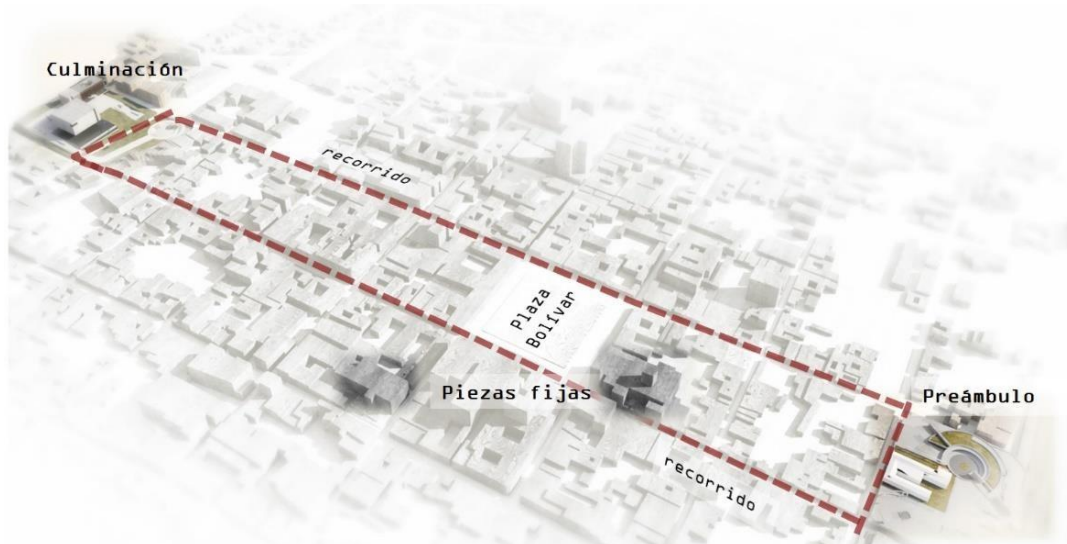 Culminación
recorrido
Plaza
Bolívar
Piezas fijas
Preámbulo
recorrido